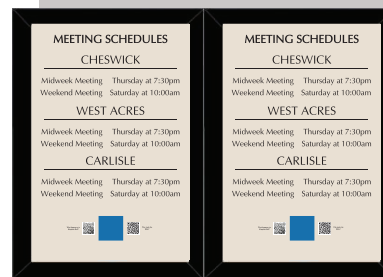 MEETING SCHEDULES
CHESWICK
Midweek Meeting Thursday at 7:30pm
Weekend Meeting Saturday at 10:00am
WEST ACRES
Midweek Meeting Thursday at 7:30pm
Weekend Meeting Saturday at 10:00am
CARLISLE
Midweek Meeting Thursday at 7:30pm
Weekend Meeting Saturday at 10:00am
MEETING SCHEDULES
CHESWICK
Midweek Meeting Thursday at 7:30pm
Weekend Meeting Saturday at 10:00am
WEST ACRES
Midweek Meeting Thursday at 7:30pm
Weekend Meeting Saturday at 10:00am
CARLISLE
Midweek Meeting Thursday at 7:30pm
Weekend Meeting Saturday at 10:00am